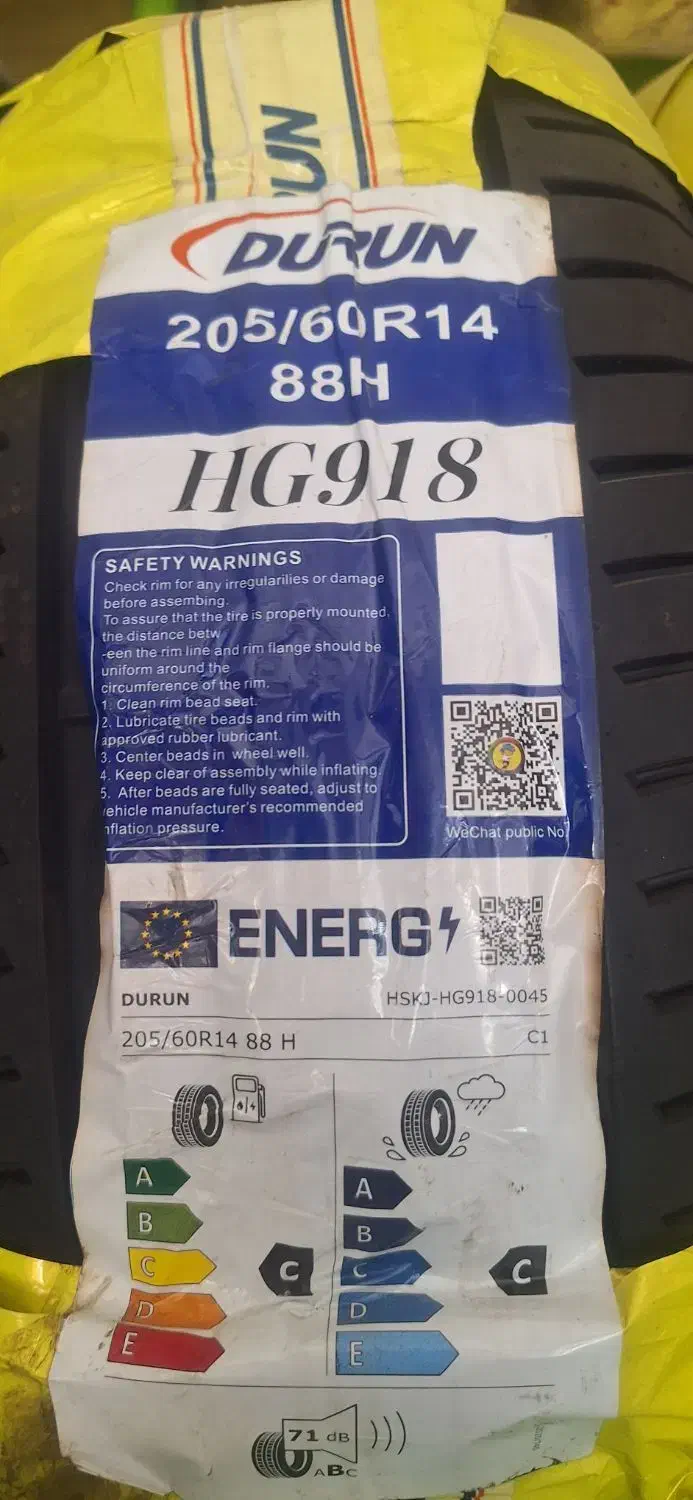 RUN
DURUN
205/60R14
88H
HG918
SAFETY WARNINGS
Check rim for any irregularilies or damage
before assembing.
To assure that the tire is properly mounted,
the distance betw
-een the rim line and rim flange should be
uniform around the
circumference of the rim.
1. Clean rim bead seat.
2. Lubricate tire beads and rim with
approved rubber lubricant.
3. Center beads in wheel well.
4. Keep clear of assembly while inflating.
5. After beads are fully seated, adjust to
vehicle manufacturer's recommended
inflation pressure.
WeChat public No
ENERG
DURUN HSKJ-HG918-0045
205/60R14 88 H C1
A A
B B
C C C C
D D
E E
71 dB
ABC